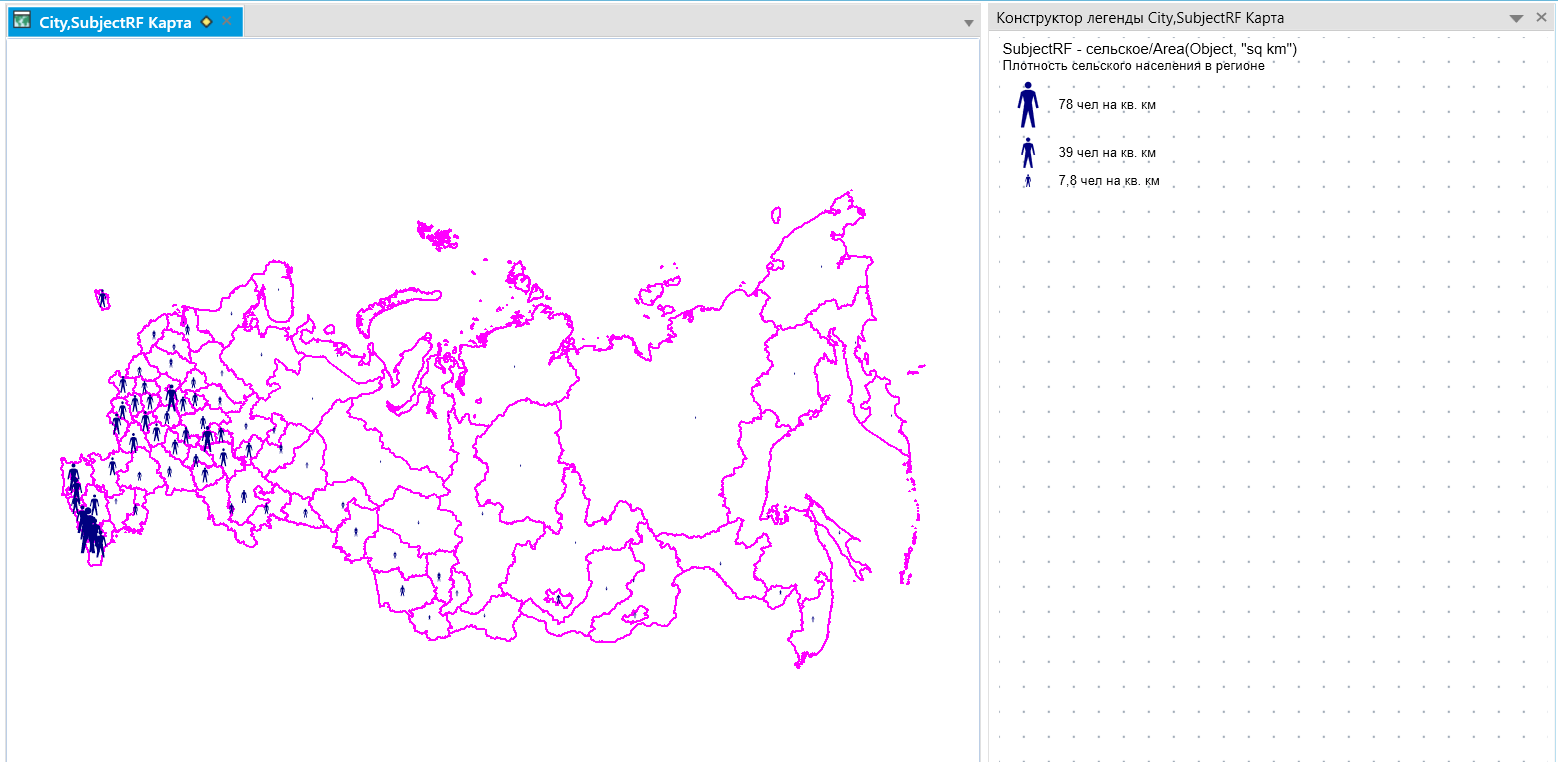 City,SubjectRF Карта
Конструктор легенды City,SubjectRF Карта
SubjectRF - сельское/Area(Object, "sq km")
Плотность сельского населения в регионе
78 чел на кв. км
39 чел на кв. км
7,8 чел на кв. км